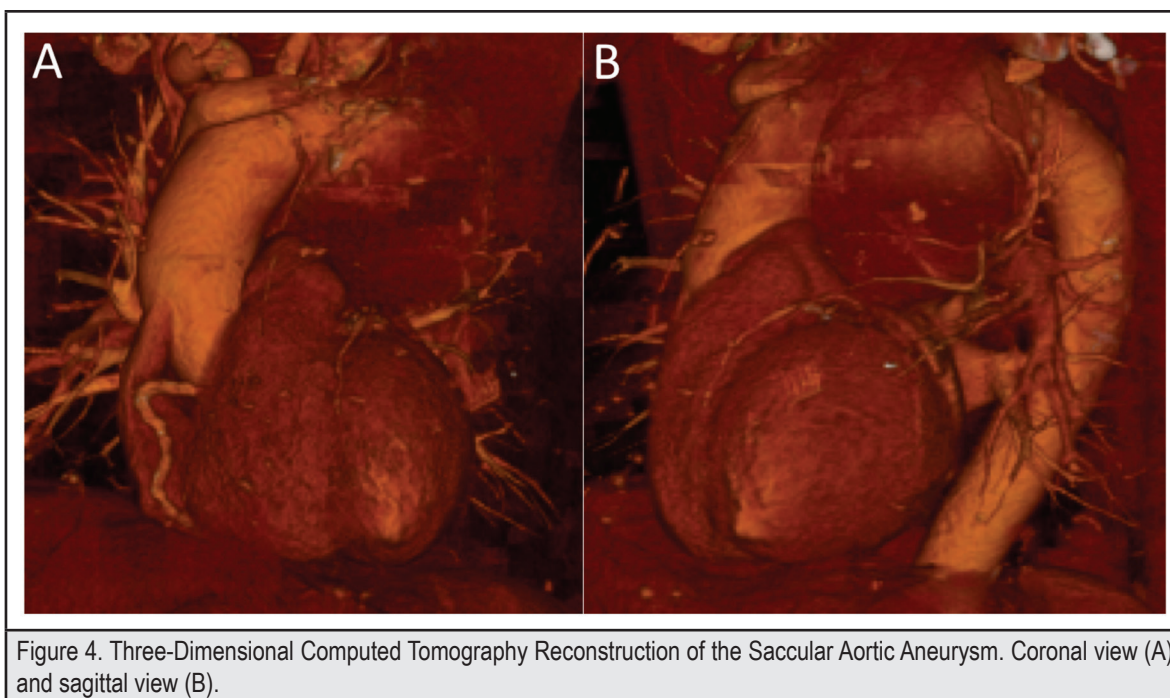 A B
Figure 4. Three-Dimensional Computed Tomography Reconstruction of the Saccular Aortic Aneurysm. Coronal view (A)
and sagittal view (B).